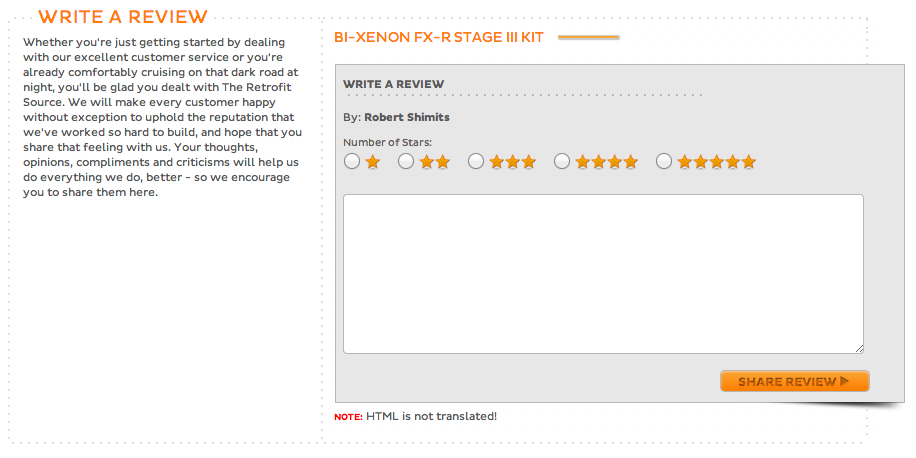 WRITE A REVIEW
Whether you're just getting started by dealing
with our excellent customer service or you're
already comfortably cruising on that dark road at
night, you'll be glad you dealt with The Retrofit
Source. We will make every customer happy
without exception to uphold the reputation that
we've worked so hard to build, and hope that you
share that feeling with us. Your thoughts,
opinions, compliments and criticisms will help us
do everything we do, better - so we encourage
you to share them here.
BI-XENON FX-R STAGE III KIT
WRITE A REVIEW
By: Robert Shimits
Number of Stars:
SHARE REVIEW
NOTE: HTML is not translated!